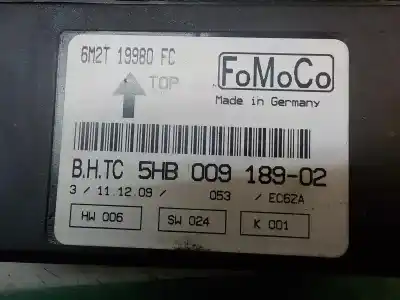 6M2T 19980 FC
TOP
FoMoCo
Made in Germany
B.H.TC 5HB 009 189-02
3 / 11.12.09 / 053 / EC62A
HW 006 SW 024 K 001